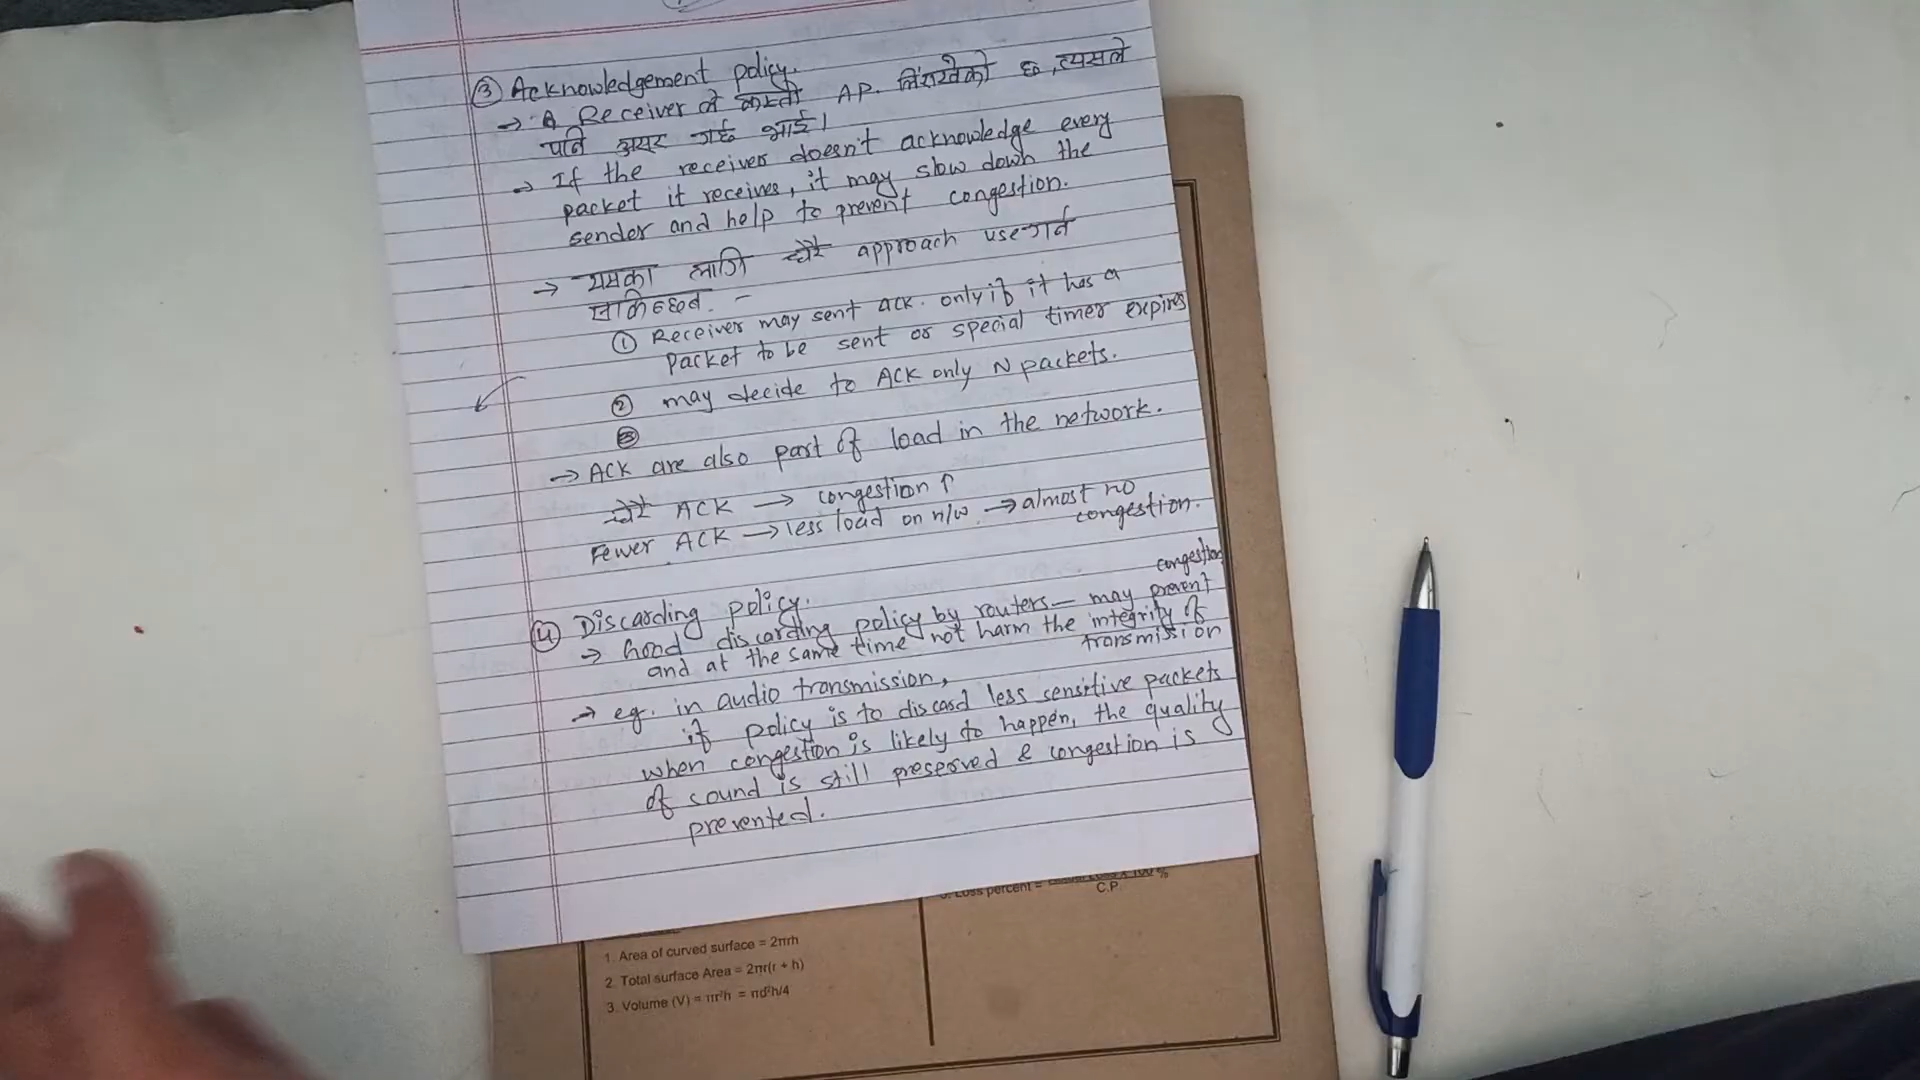 ③ Acknowledgement policy.
→ A Receiver ले कस्तो AP. लिराखेको छ, त्यसले
पनि असर गर्छ भाई।
→ If the receiver doesn't acknowledge every
packet it receives, it may slow down the
sender and help to prevent congestion.
→ यसका लागि धेरै approach use गर्न
सकिन्छन. -
① Receiver may sent ack. only if it has a
packet to be sent or special timer expires
② may decide to ACK only N packets.
③
→ ACK are also part of load in the network.
धेरै ACK → congestion ↑
Fewer ACK → less load on n/w → almost no
congestion.
④ Discarding policy.
→ Good discarding policy by routers— may prevent congestion
and at the same time not harm the integrity of
transmission
→ eg. in audio transmission,
if policy is to discard less sensitive packets
when congestion is likely to happen, the quality
of sound is still preserved & congestion is
prevented.
Loss percent =
C.P.
1. Area of curved surface = 2πrh
2. Total surface Area = 2πr(r + h)
3. Volume (V) = πr²h = πd²h/4